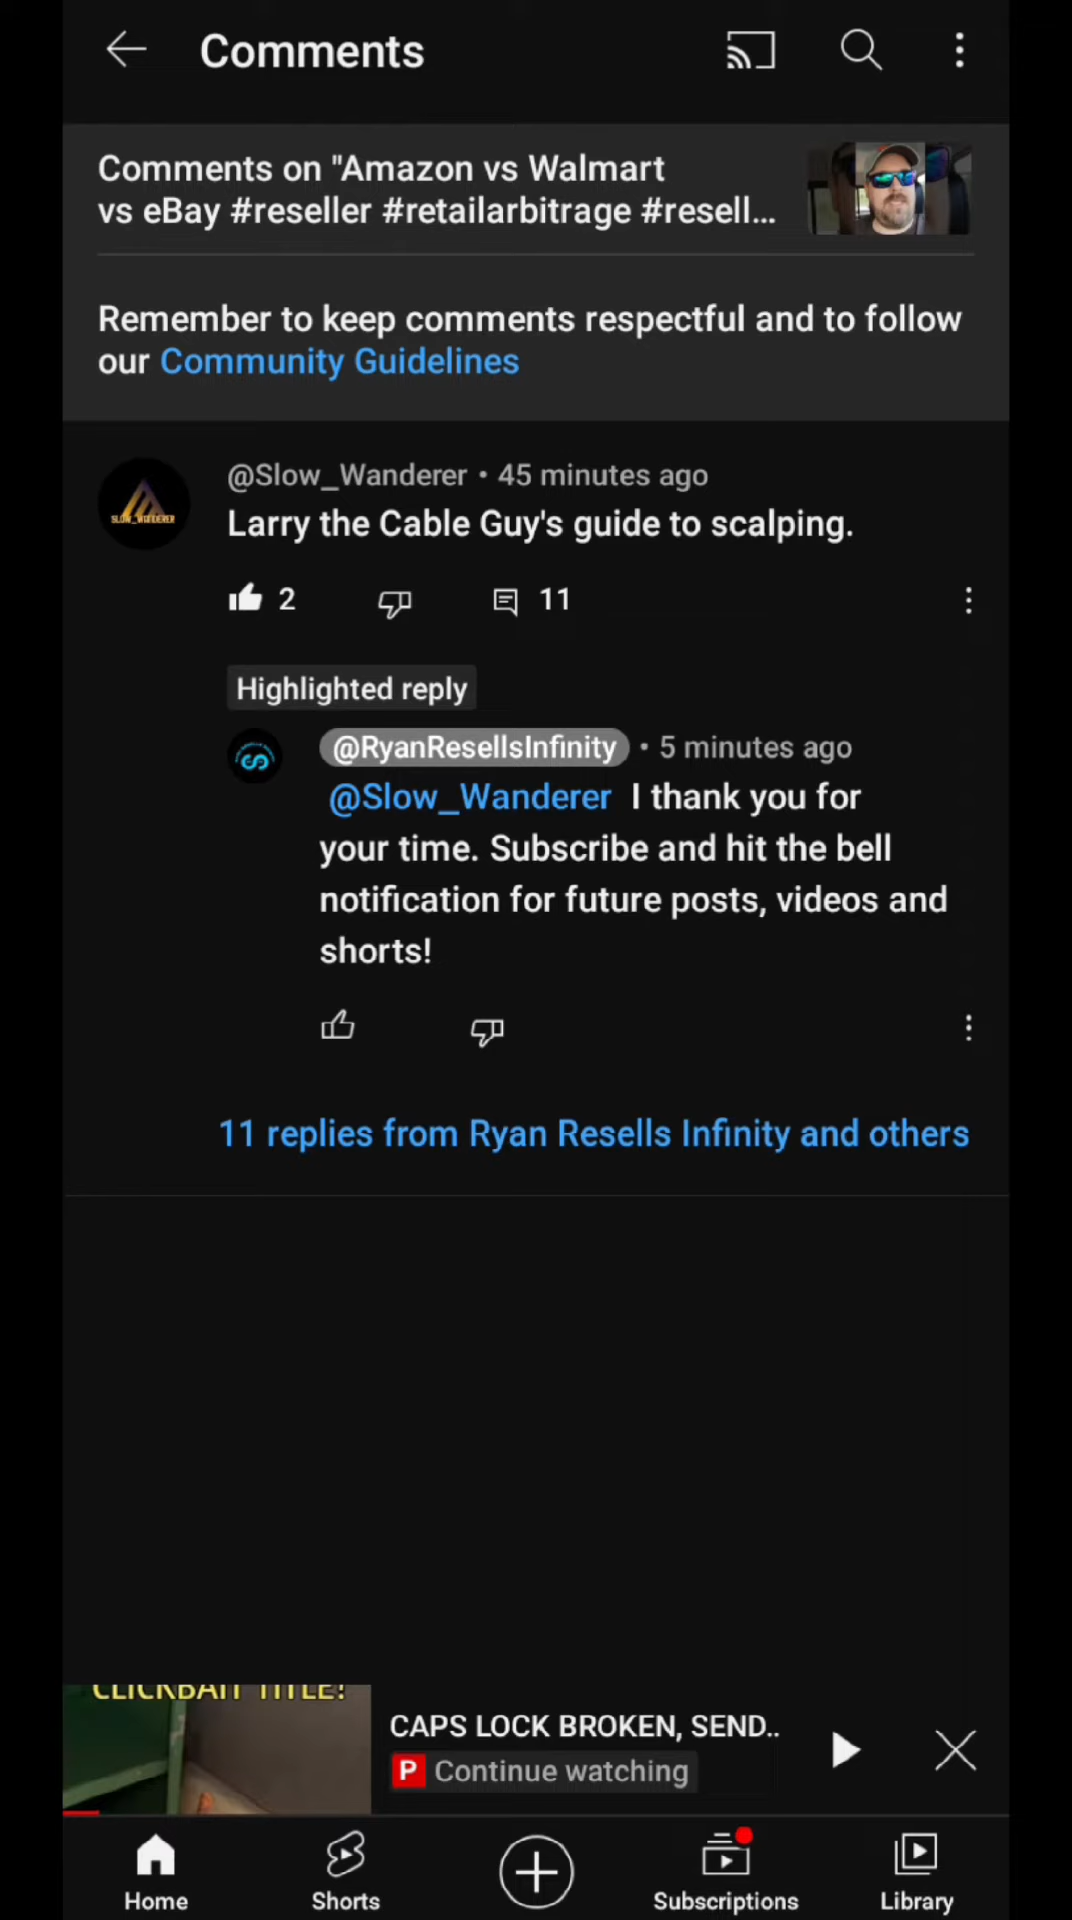 Comments
Comments on "Amazon vs Walmart
vs eBay #reseller #retailarbitrage #resell...
Remember to keep comments respectful and to follow
our Community Guidelines
@Slow_Wanderer • 45 minutes ago
SLOW_WANDERER
Larry the Cable Guy's guide to scalping.
2
11
Highlighted reply
@RyanResellsInfinity • 5 minutes ago
@Slow_Wanderer I thank you for
your time. Subscribe and hit the bell
notification for future posts, videos and
shorts!
11 replies from Ryan Resells Infinity and others
CLICKBAIT TITLE!
CAPS LOCK BROKEN, SEND..
P Continue watching
Home
Shorts
Subscriptions
Library